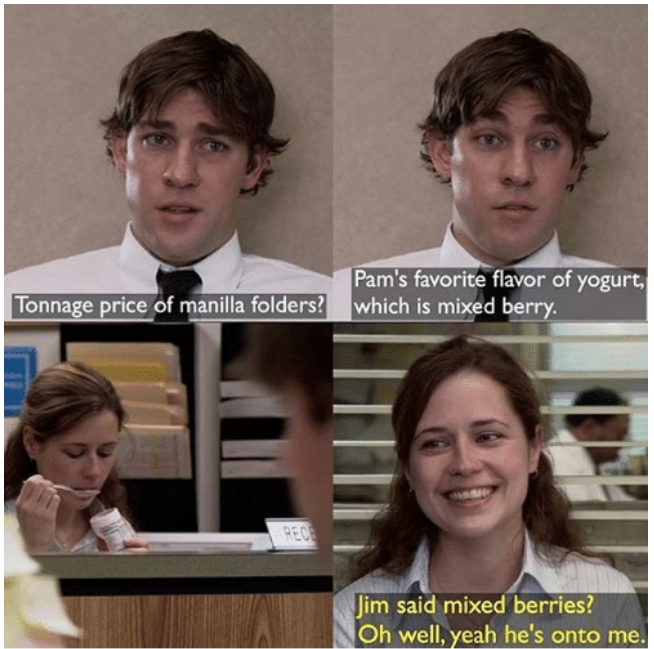 Tonnage price of manilla folders?
Pam's favorite flavor of yogurt,
which is mixed berry.
RECE
Jim said mixed berries?
Oh well, yeah he's onto me.